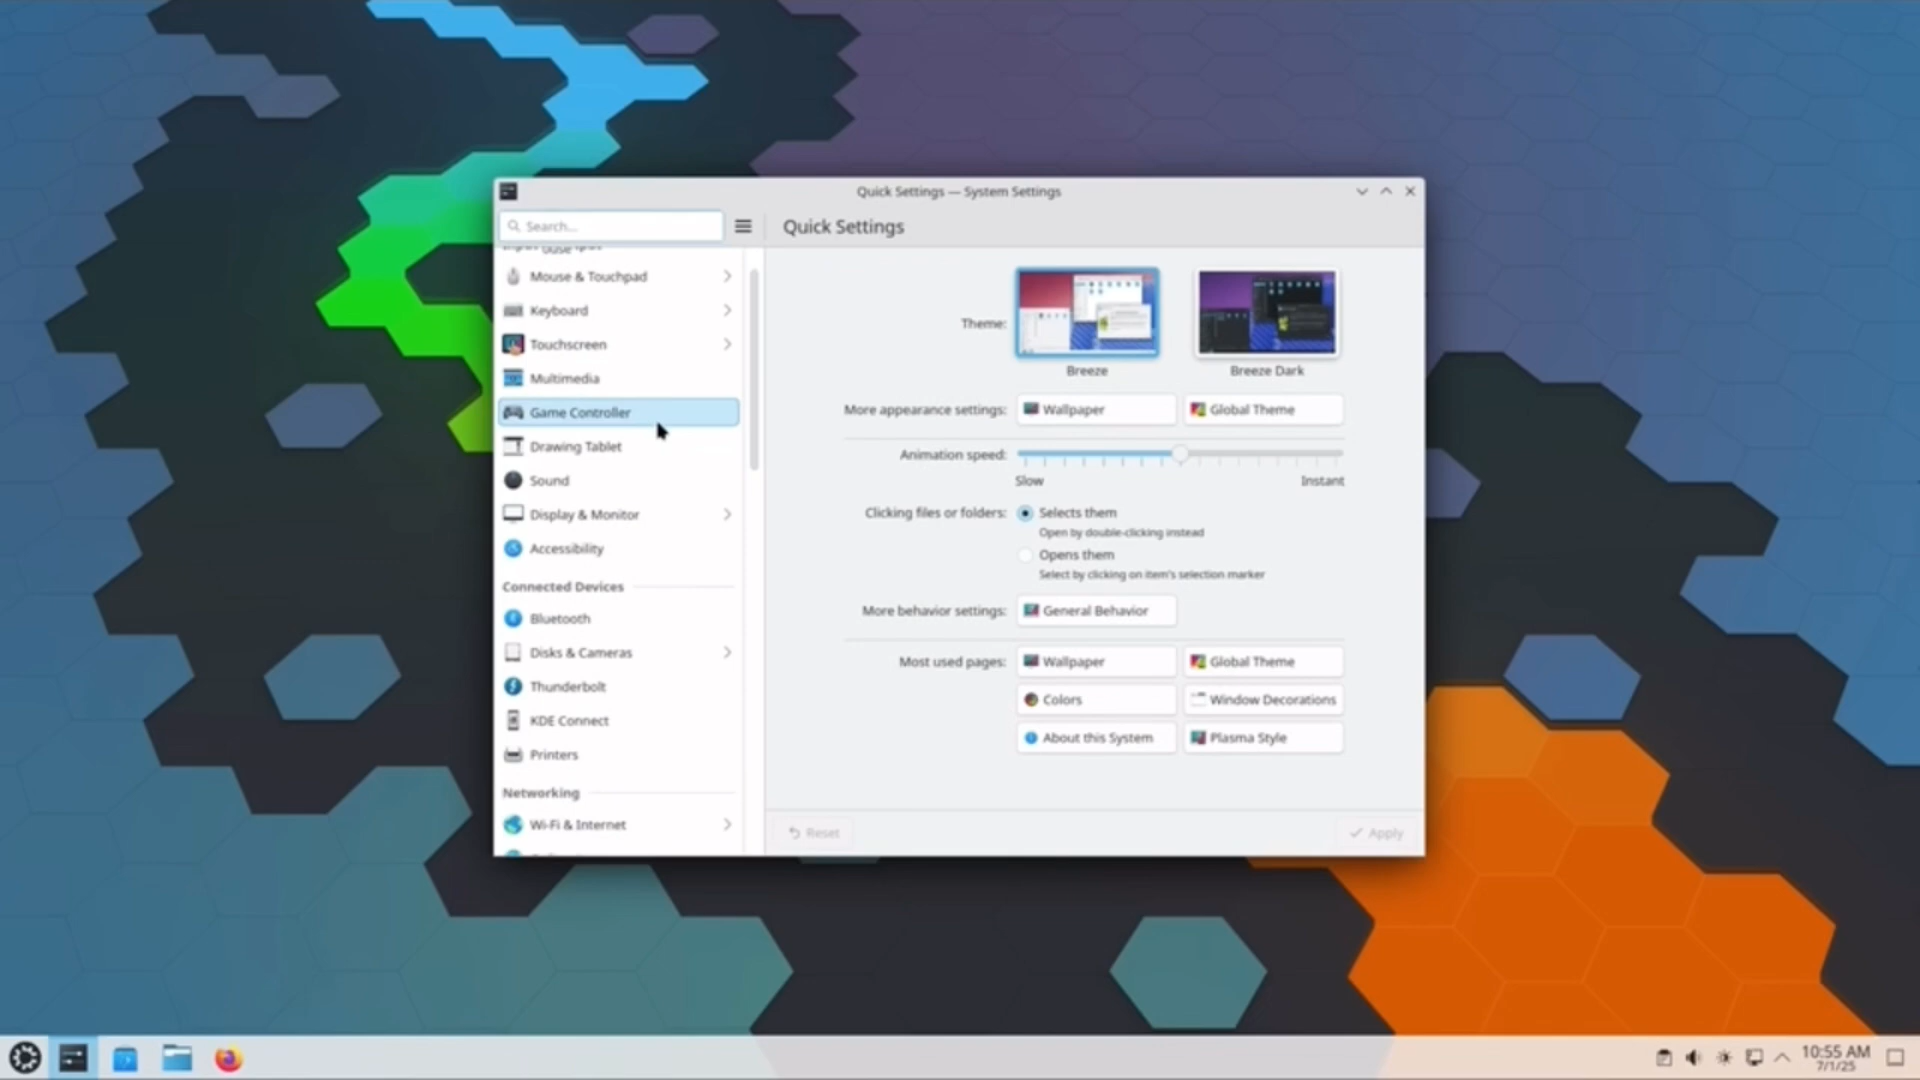 Quick Settings — System Settings
Search...
Quick Settings
Mouse & Touchpad
Keyboard
Touchscreen
Multimedia
Game Controller
Drawing Tablet
Sound
Display & Monitor
Accessibility
Connected Devices
Bluetooth
Disks & Cameras
Thunderbolt
KDE Connect
Printers
Networking
Wi-Fi & Internet
Theme:
Breeze
Breeze Dark
More appearance settings:
Wallpaper
Global Theme
Animation speed:
Slow
Instant
Clicking files or folders:
Selects them
Open by double-clicking instead
Opens them
Select by clicking on item's selection marker
More behavior settings:
General Behavior
Most used pages:
Wallpaper
Global Theme
Colors
Window Decorations
About this System
Plasma Style
Reset
Apply
10:55 AM
7/1/25